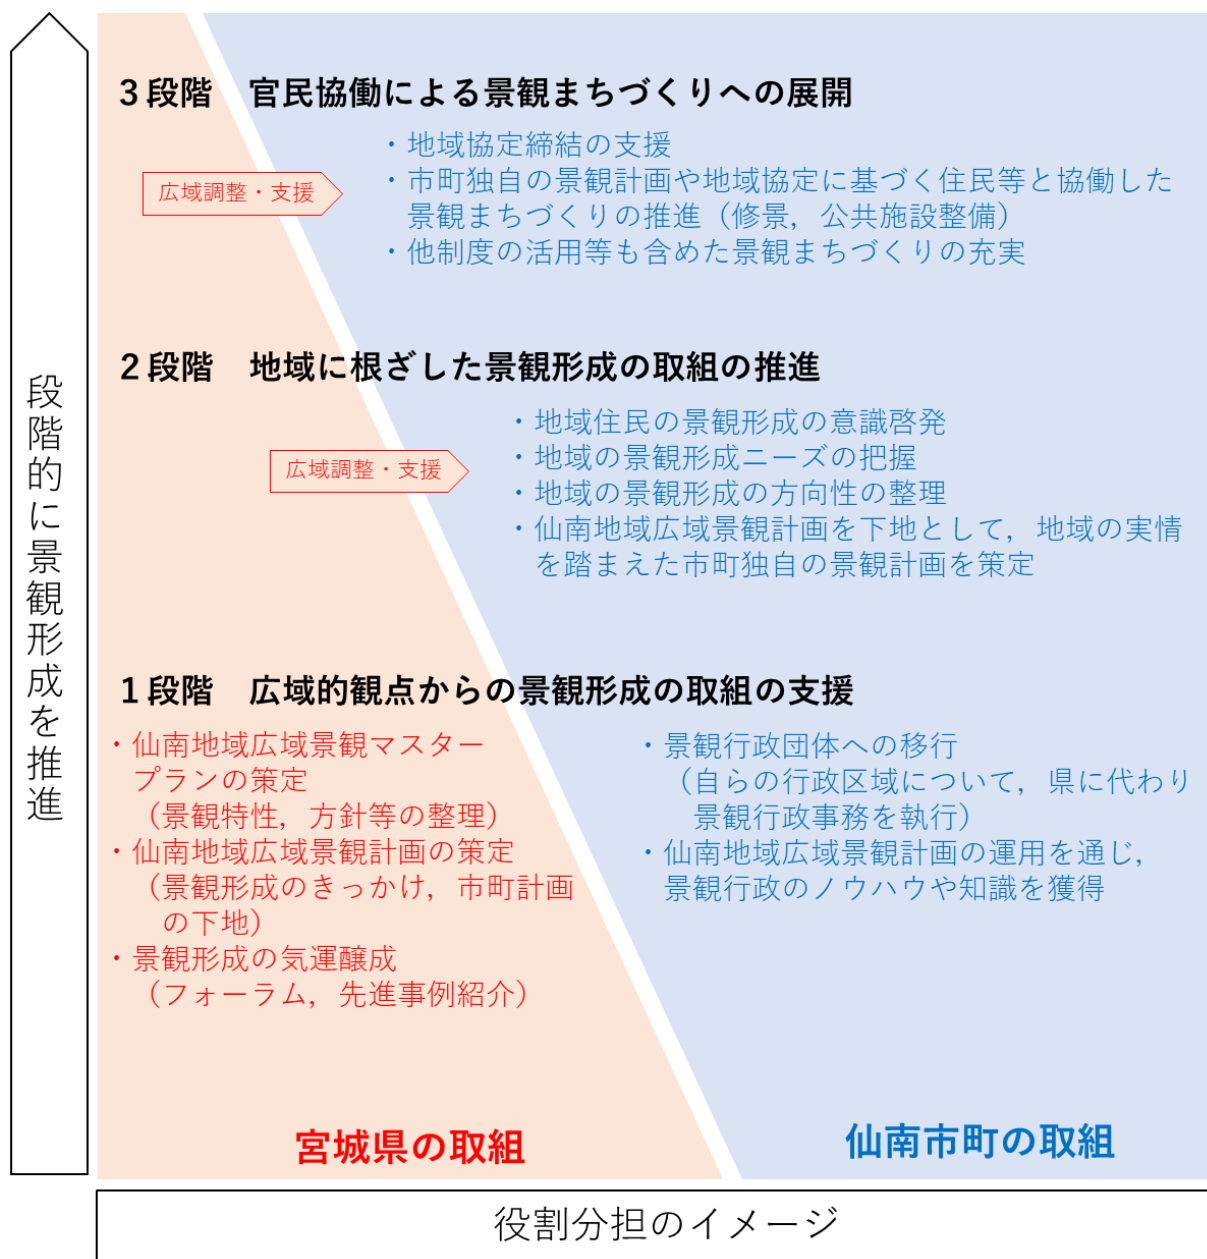 段階的に景観形成を推進
３段階　官民協働による景観まちづくりへの展開
・地域協定締結の支援
広域調整・支援
・市町独自の景観計画や地域協定に基づく住民等と協働した
景観まちづくりの推進（修景，公共施設整備）
・他制度の活用等も含めた景観まちづくりの充実
２段階　地域に根ざした景観形成の取組の推進
・地域住民の景観形成の意識啓発
広域調整・支援
・地域の景観形成ニーズの把握
・地域の景観形成の方向性の整理
・仙南地域広域景観計画を下地として，地域の実情
を踏まえた市町独自の景観計画を策定
１段階　広域的観点からの景観形成の取組の支援
・仙南地域広域景観マスター
プランの策定
（景観特性，方針等の整理）
・仙南地域広域景観計画の策定
（景観形成のきっかけ，市町計画
の下地）
・景観形成の気運醸成
（フォーラム，先進事例紹介）
・景観行政団体への移行
（自らの行政区域について，県に代わり
景観行政事務を執行）
・仙南地域広域景観計画の運用を通じ，
景観行政のノウハウや知識を獲得
宮城県の取組
仙南市町の取組
役割分担のイメージ